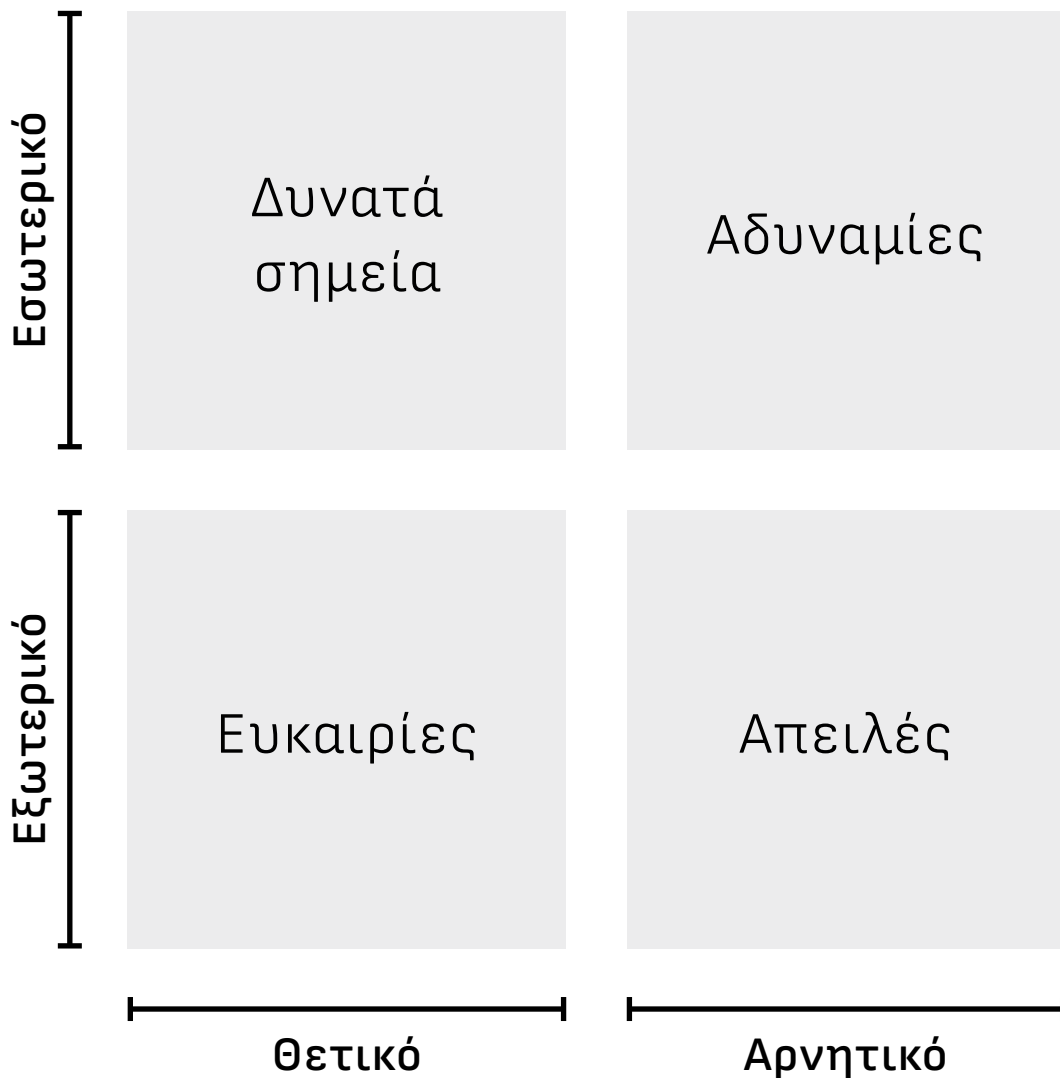 Εσωτερικό
Δυνατά
σημεία
Αδυναμίες
Εξωτερικό
Ευκαιρίες
Απειλές
Θετικό
Αρνητικό